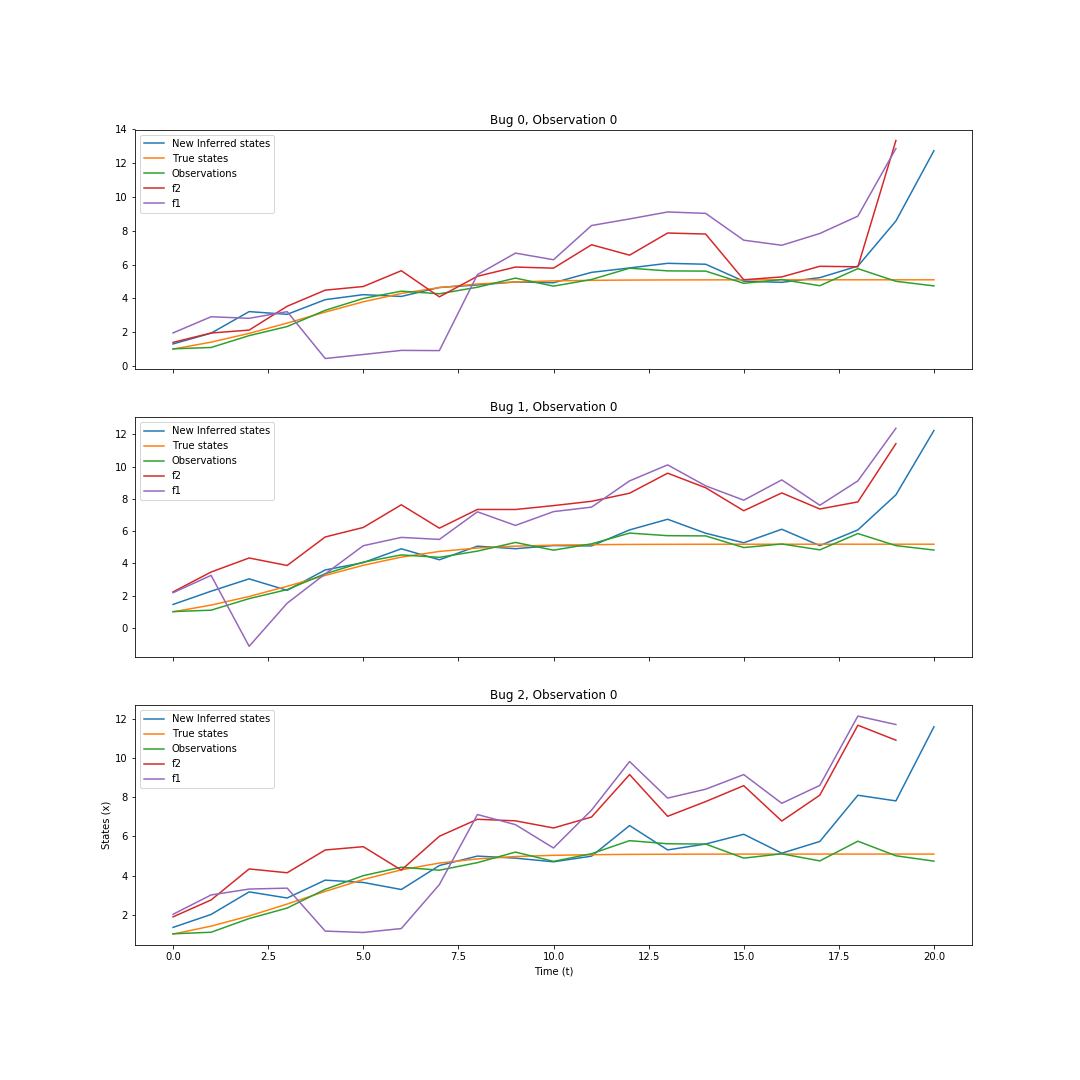 Bug 0, Observation 0
14
12
10
8
6
4
2
0
New Inferred states
True states
Observations
f2
f1
Bug 1, Observation 0
12
10
8
6
4
2
0
New Inferred states
True states
Observations
f2
f1
Bug 2, Observation 0
12
10
8
6
4
2
States (x)
New Inferred states
True states
Observations
f2
f1
0.0 2.5 5.0 7.5 10.0 12.5 15.0 17.5 20.0
Time (t)